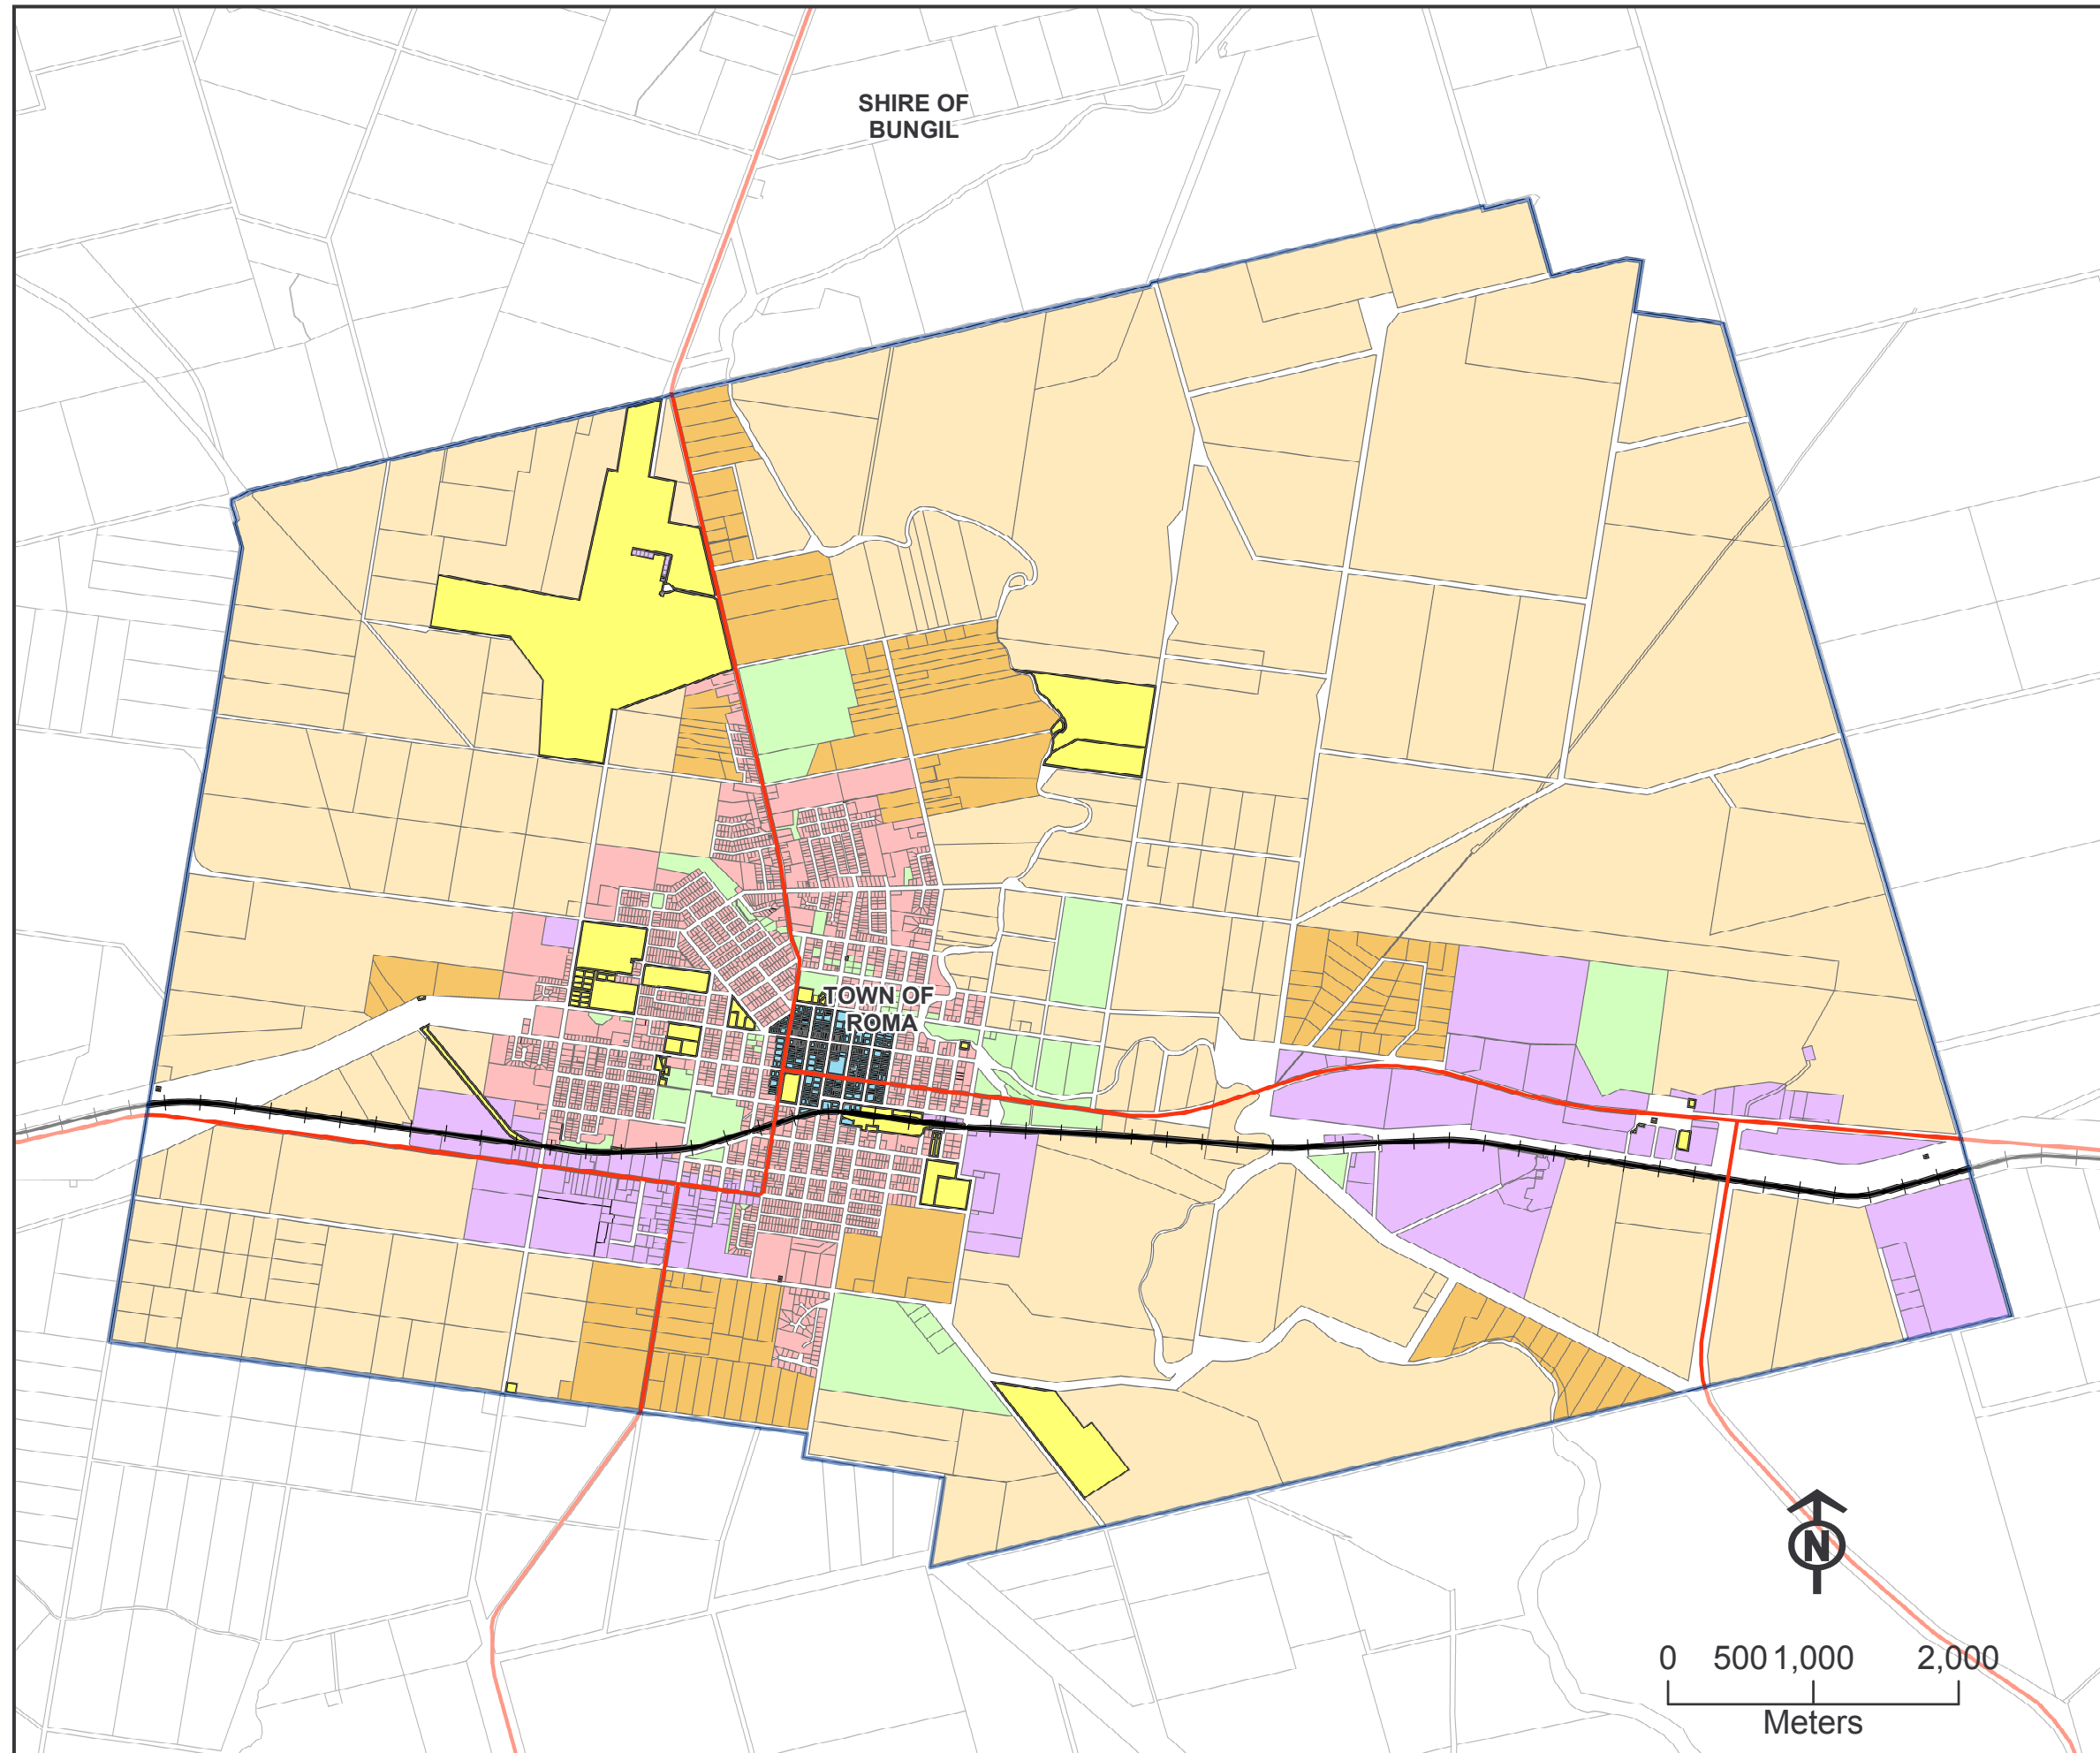 SHIRE OF
BUNGIL
TOWN OF
ROMA
N
0 500 1,000 2,000
Meters